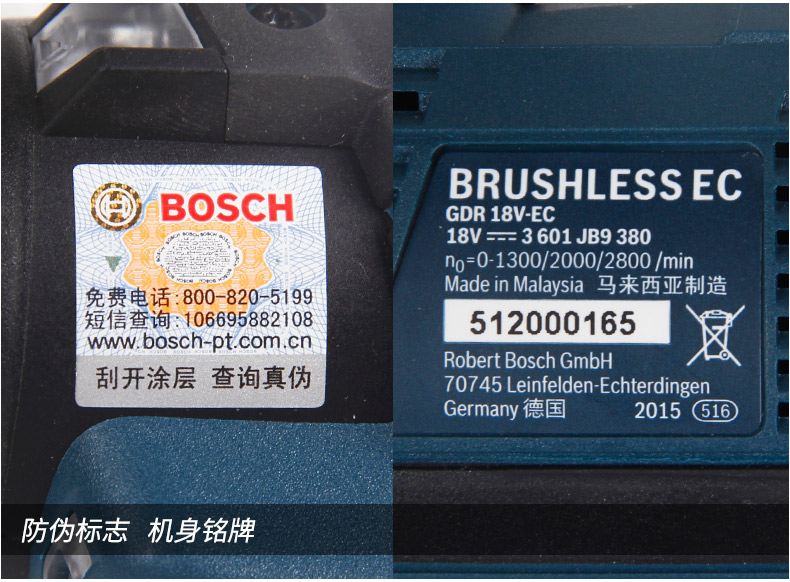 BOSCH
免费电话:800-820-5199
短信查询:106695882108
www.bosch-pt.com.cn
刮开涂层 查询真伪
BRUSHLESS EC
GDR 18V-EC
18V 3 601 JB9 380
n0=0-1300/2000/2800 /min
Made in Malaysia 马来西亚制造
512000165
Robert Bosch GmbH
70745 Leinfelden-Echterdingen
Germany 德国 2015 516
防伪标志 机身铭牌